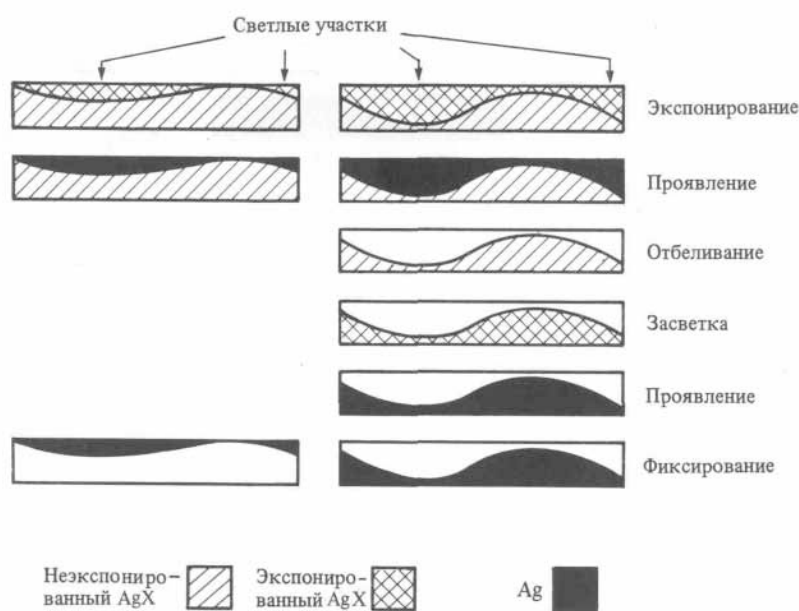 Светлые участки
Экспонирование
Проявление
Отбеливание
Засветка
Проявление
Фиксирование
Неэкспониро-
ванный AgX
Экспониро-
ванный AgX
Ag